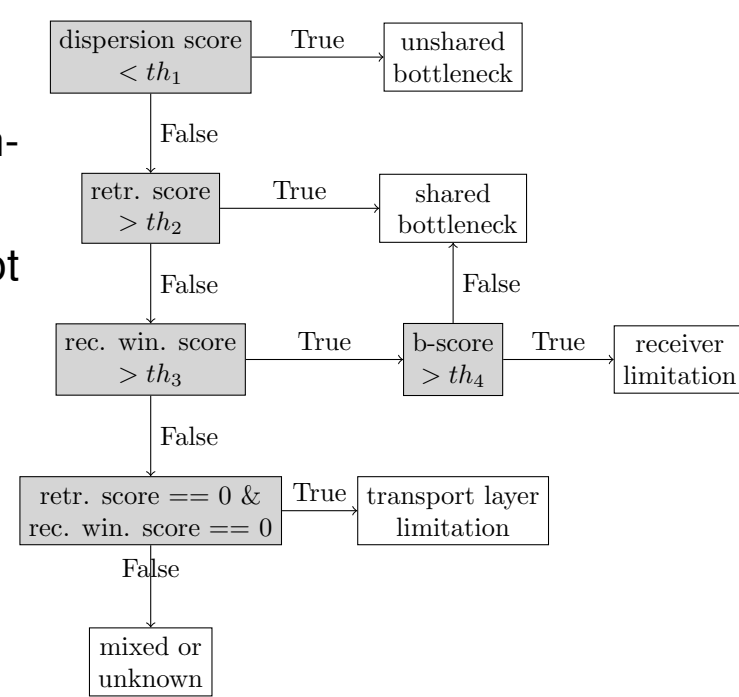 dispersion score
< th₁
True
unshared
bottleneck
False
retr. score
> th₂
True
shared
bottleneck
False
False
rec. win. score
> th₃
True
b-score
> th₄
True
receiver
limitation
False
retr. score == 0 &
rec. win. score == 0
True
transport layer
limitation
False
mixed or
unknown